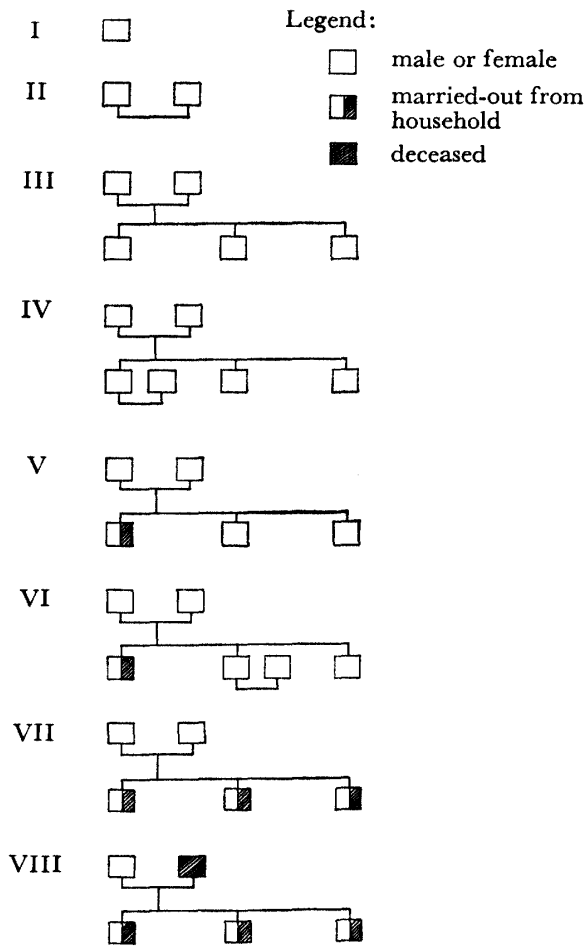 I
Legend:
male or female
II
married-out from
household
deceased
III
IV
V
VI
VII
VIII